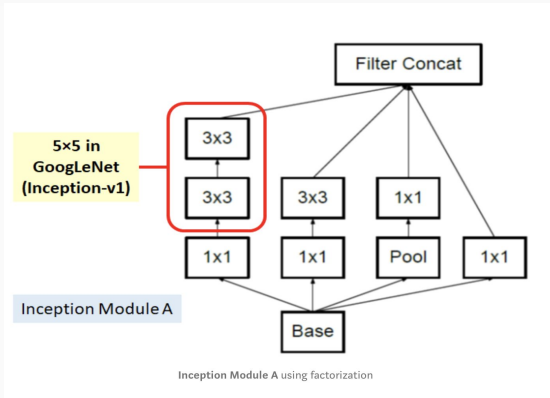 Filter Concat
5×5 in
GoogLeNet
(Inception-v1)
3x3
3x3
3x3
1x1
1x1
1x1
Pool
1x1
Inception Module A
Base
Inception Module A using factorization